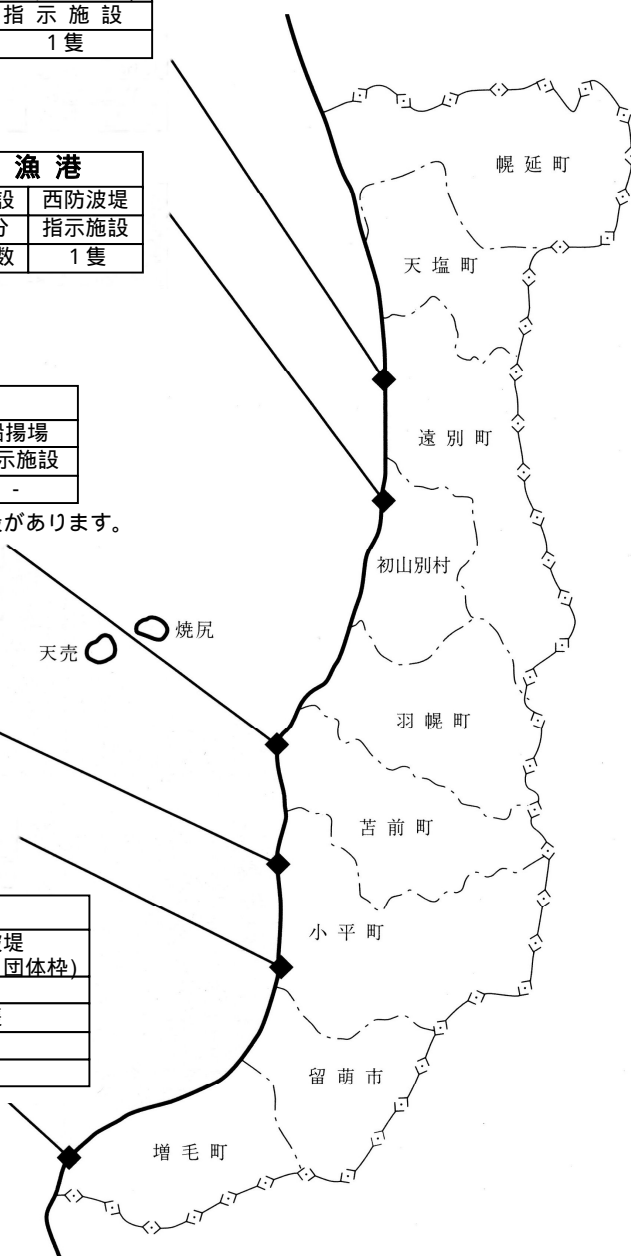 指 示 施 設
1 隻
漁 港
設 西防波堤
分 指示施設
数 1 隻
船揚場
示施設
-
があります。
幌 延 町
天 塩 町
遠 別 町
初山別村
焼尻
天売
羽 幌 町
苫 前 町
小 平 町
留 萌 市
増 毛 町
堤
団体枠)